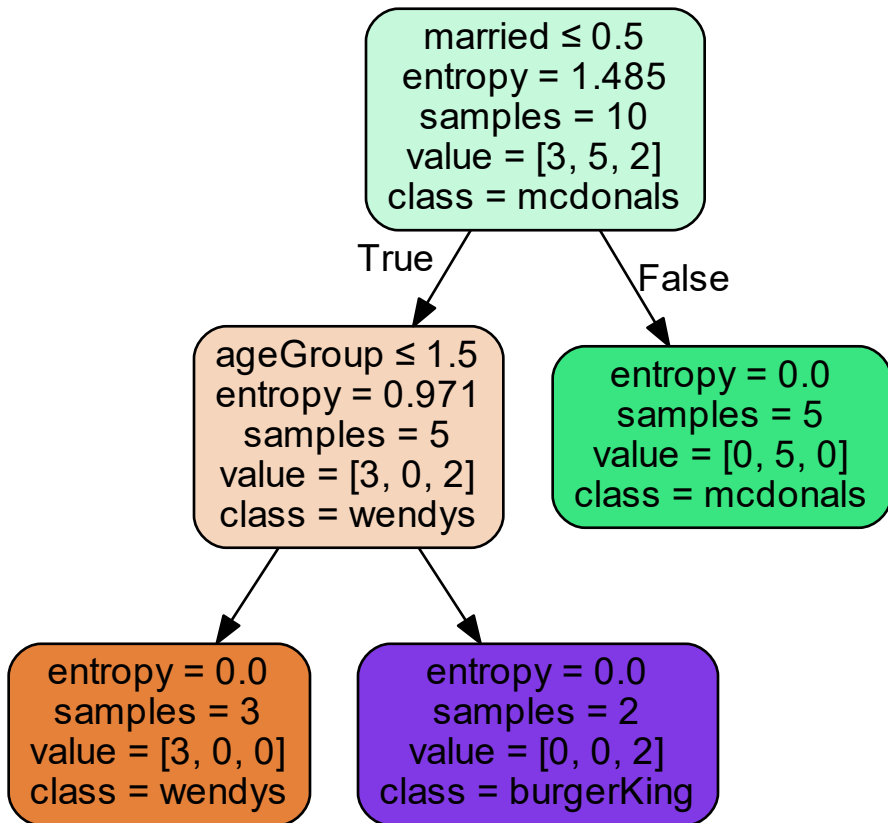 married ≤ 0.5
entropy = 1.485
samples = 10
value = [3, 5, 2]
class = mcdonals
True
False
ageGroup ≤ 1.5
entropy = 0.971
samples = 5
value = [3, 0, 2]
class = wendys
entropy = 0.0
samples = 5
value = [0, 5, 0]
class = mcdonals
entropy = 0.0
samples = 3
value = [3, 0, 0]
class = wendys
entropy = 0.0
samples = 2
value = [0, 0, 2]
class = burgerKing